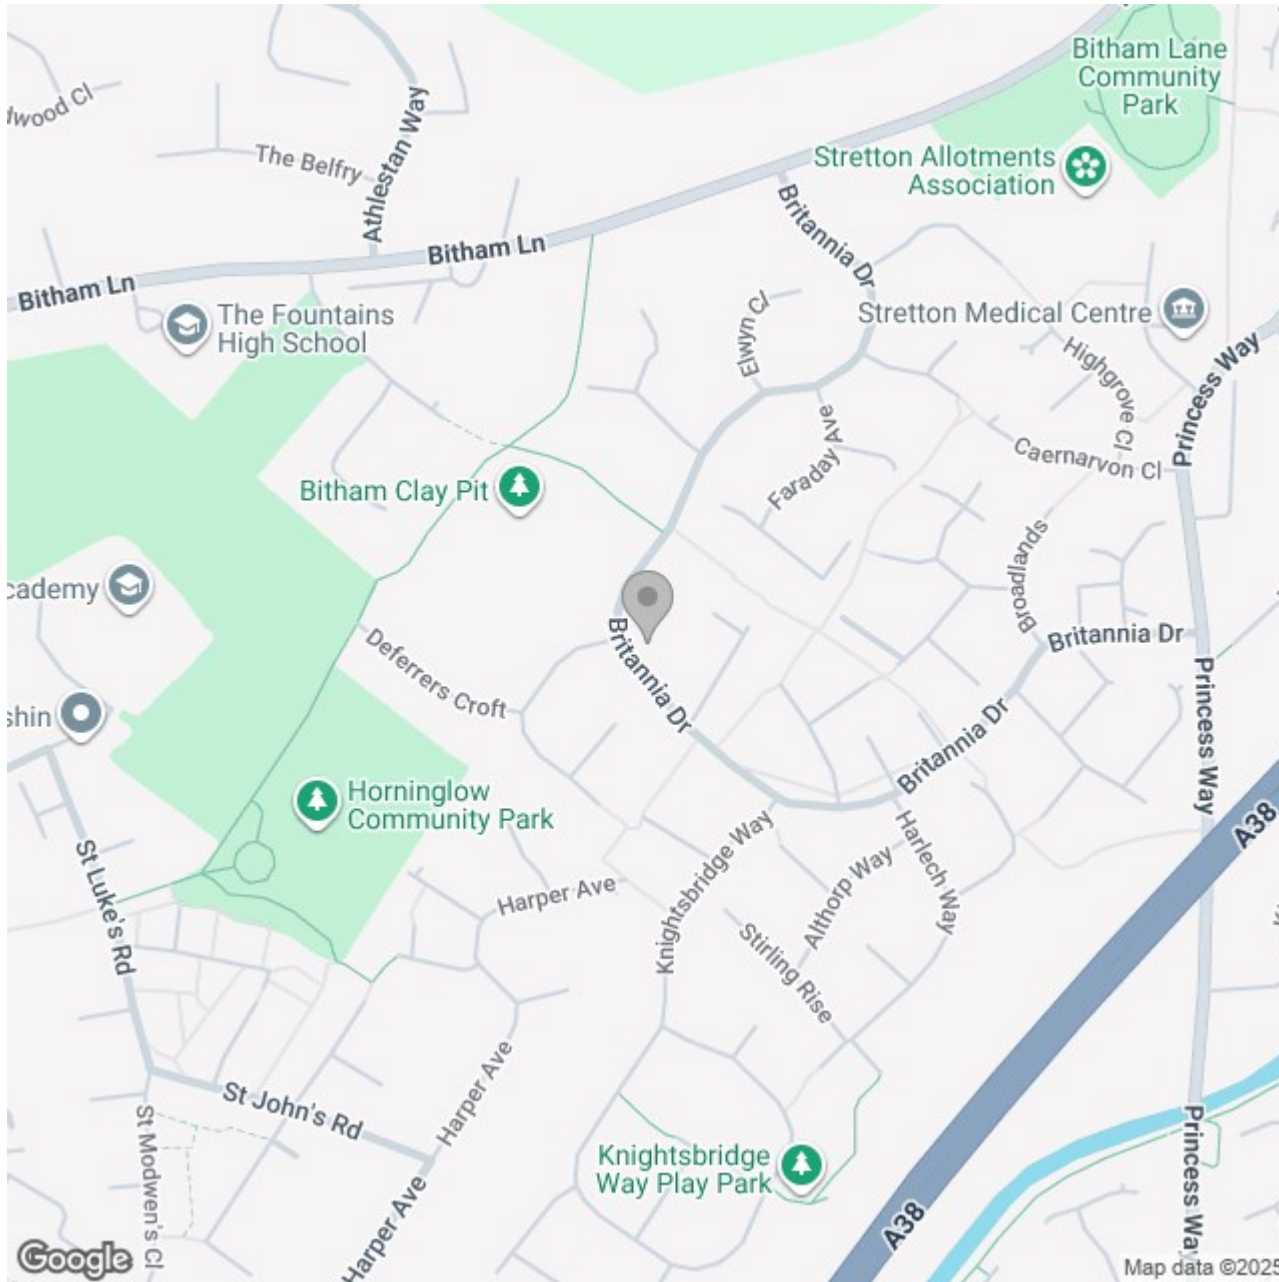 Bitham Lane
Community
Park
dwood Cl
The Belfry
Athlestan Way
Stretton Allotments
Association
Bitham Ln
Bitham Ln
Britannia Dr
The Fountains
High School
Elwyn Cl
Stretton Medical Centre
Highgrove Cl
Princess Way
Faraday Ave
Caernarvon Cl
Bitham Clay Pit
Broadlands
cademy
Deferrers Croft
Britannia Dr
Britannia Dr
Princess Way
shin
Britannia Dr
Horninglow
Community Park
A38
St Luke's Rd
Knightsbridge Way
Harlech Way
Althorp Way
Harper Ave
Stirling Rise
Harper Ave
St John's Rd
St Modwen's Cl
Knightsbridge
Way Play Park
Princess Way
Harper Ave
A38
Google
Map data ©2025